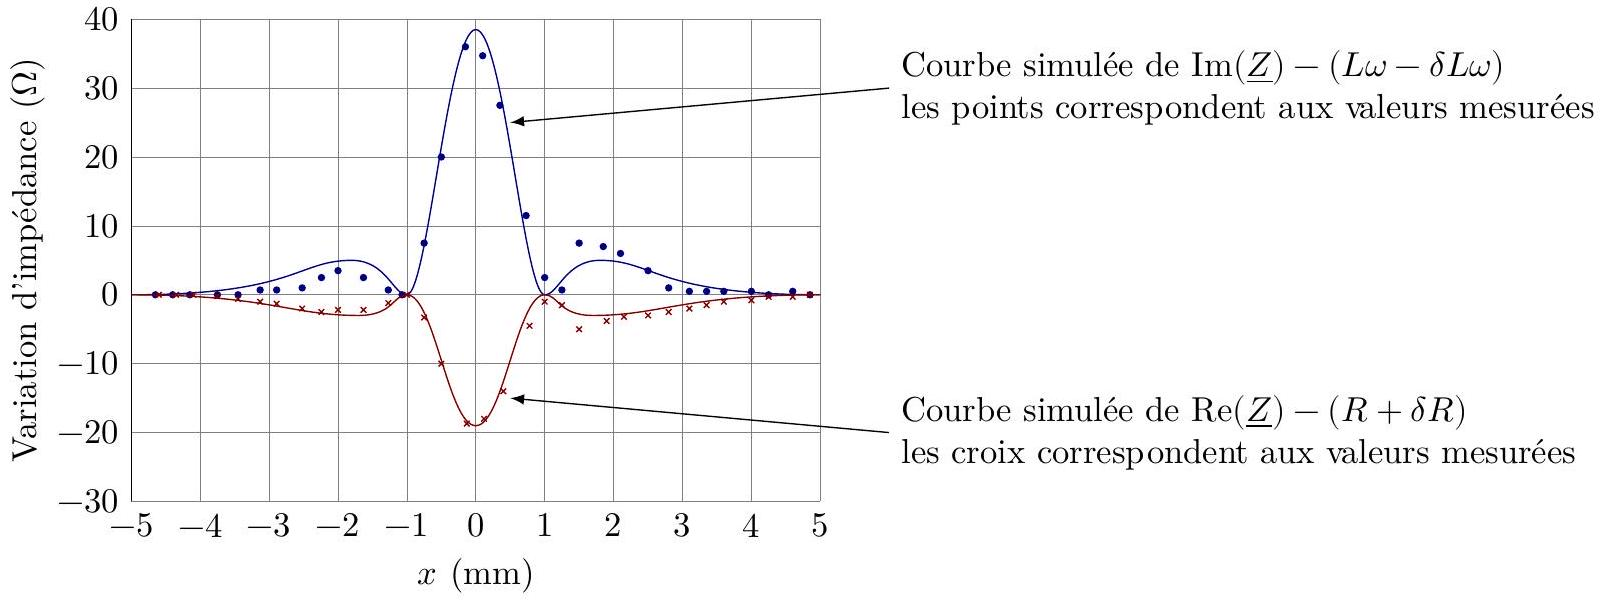 40
30
20
10
0
−10
−20
−30
Variation d'impédance (Ω)
−5 −4 −3 −2 −1 0 1 2 3 4 5
x (mm)
Courbe simulée de Im(Z) − (Lω − δLω)
les points correspondent aux valeurs mesurées
Courbe simulée de Re(Z) − (R + δR)
les croix correspondent aux valeurs mesurées